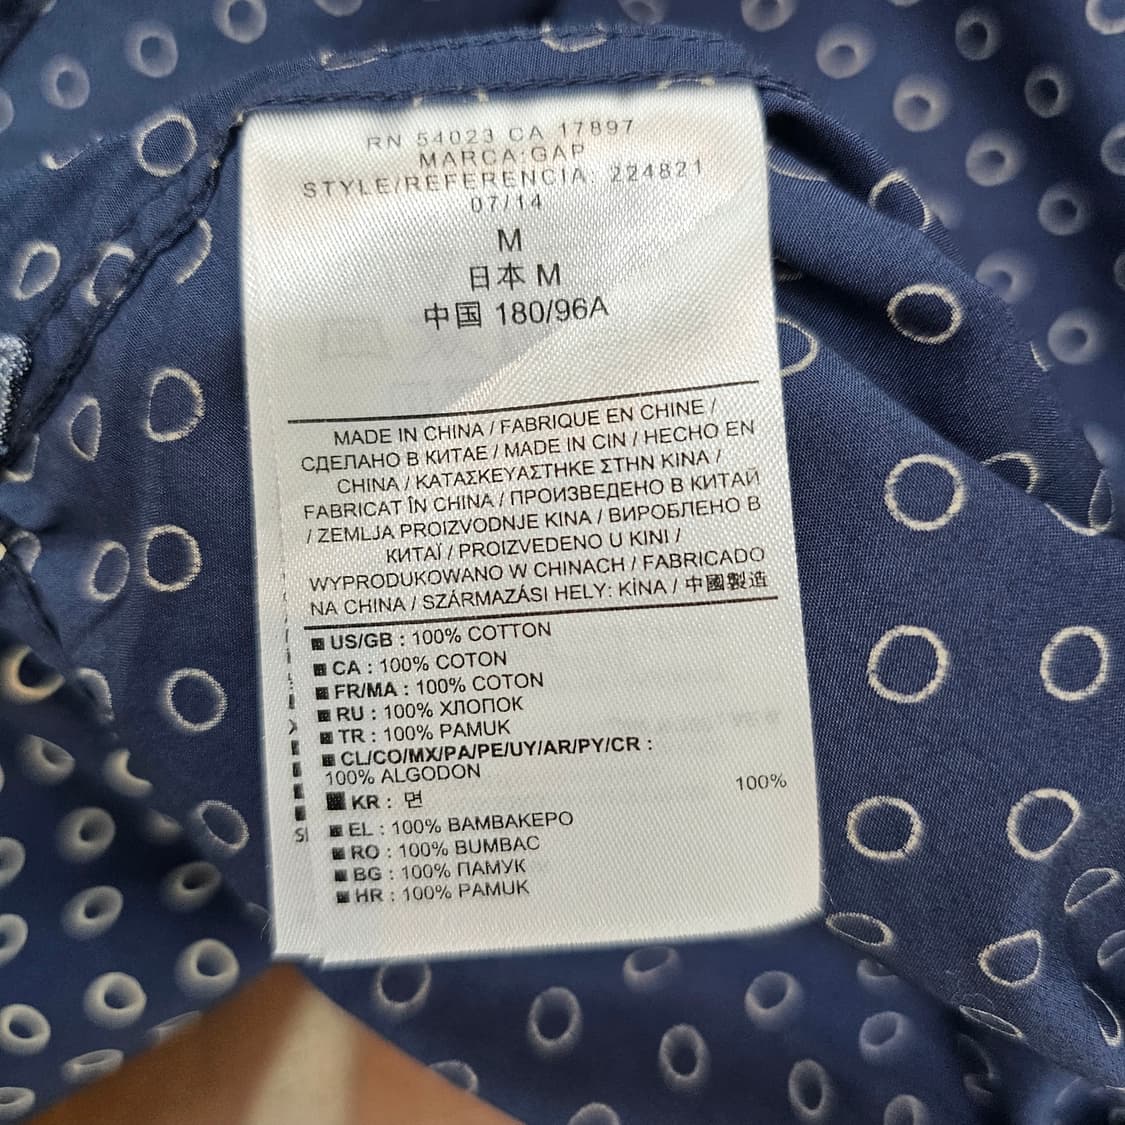 RN 54023 CA 17897
MARCA:GAP
STYLE/REFERENCIA: 224821
07/14
M
日本 M
中国 180/96A
MADE IN CHINA / FABRIQUE EN CHINE /
СДЕЛАНО В КИТАЕ / MADE IN CIN / HECHO EN
CHINA / ΚΑΤΑΣΚΕΥΑΣΤΗΚΕ ΣΤΗΝ ΚΙΝΑ /
FABRICAT ÎN CHINA / ПРОИЗВЕДЕНО В КИТАЙ
/ ZEMLJA PROIZVODNJE KINA / ВИРОБЛЕНО В
КИТАЇ / PROIZVEDENO U KINI /
WYPRODUKOWANO W CHINACH / FABRICADO
NA CHINA / SZÁRMAZÁSI HELY: KÍNA / 中國製造
US/GB : 100% COTTON
CA : 100% COTON
FR/MA : 100% COTON
RU : 100% ХЛОПОК
TR : 100% PAMUK
CL/CO/MX/PA/PE/UY/AR/PY/CR :
100% ALGODON
KR : 면 100%
EL : 100% ΒΑΜΒΑΚΕΡΟ
RO : 100% BUMBAC
BG : 100% ПАМУК
HR : 100% PAMUK